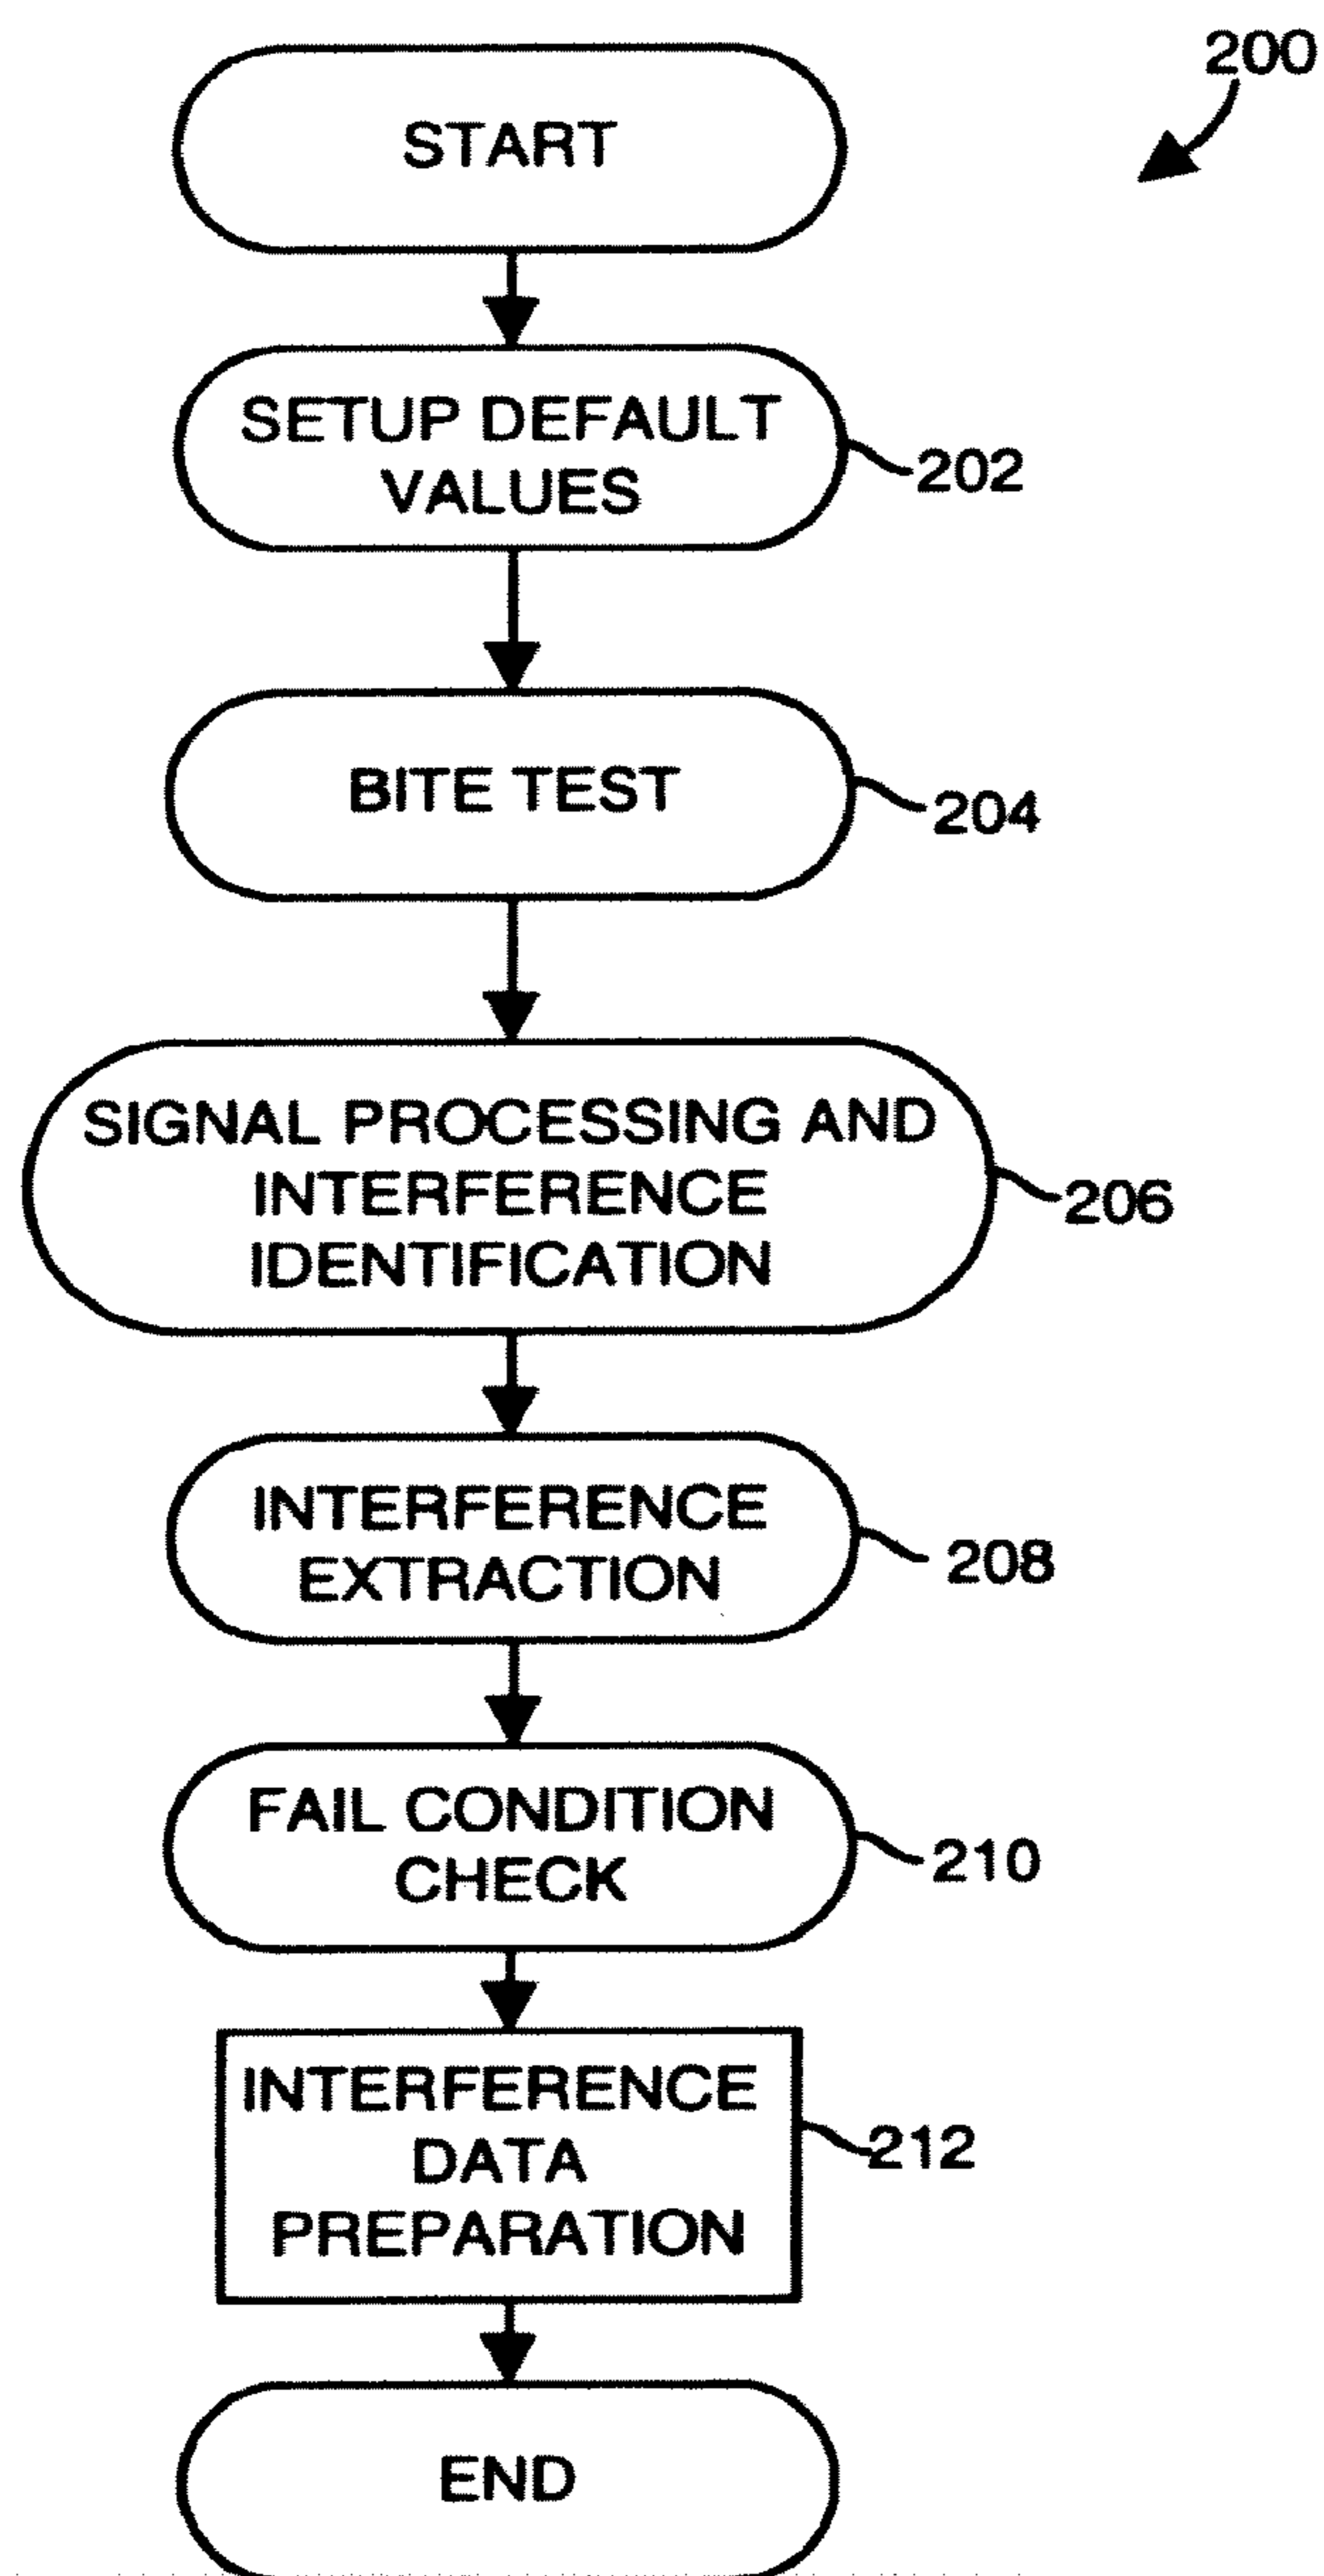 200
START
SETUP DEFAULT
VALUES
202
BITE TEST
204
SIGNAL PROCESSING AND
INTERFERENCE
IDENTIFICATION
206
INTERFERENCE
EXTRACTION
208
FAIL CONDITION
CHECK
210
INTERFERENCE
DATA
PREPARATION
212
END